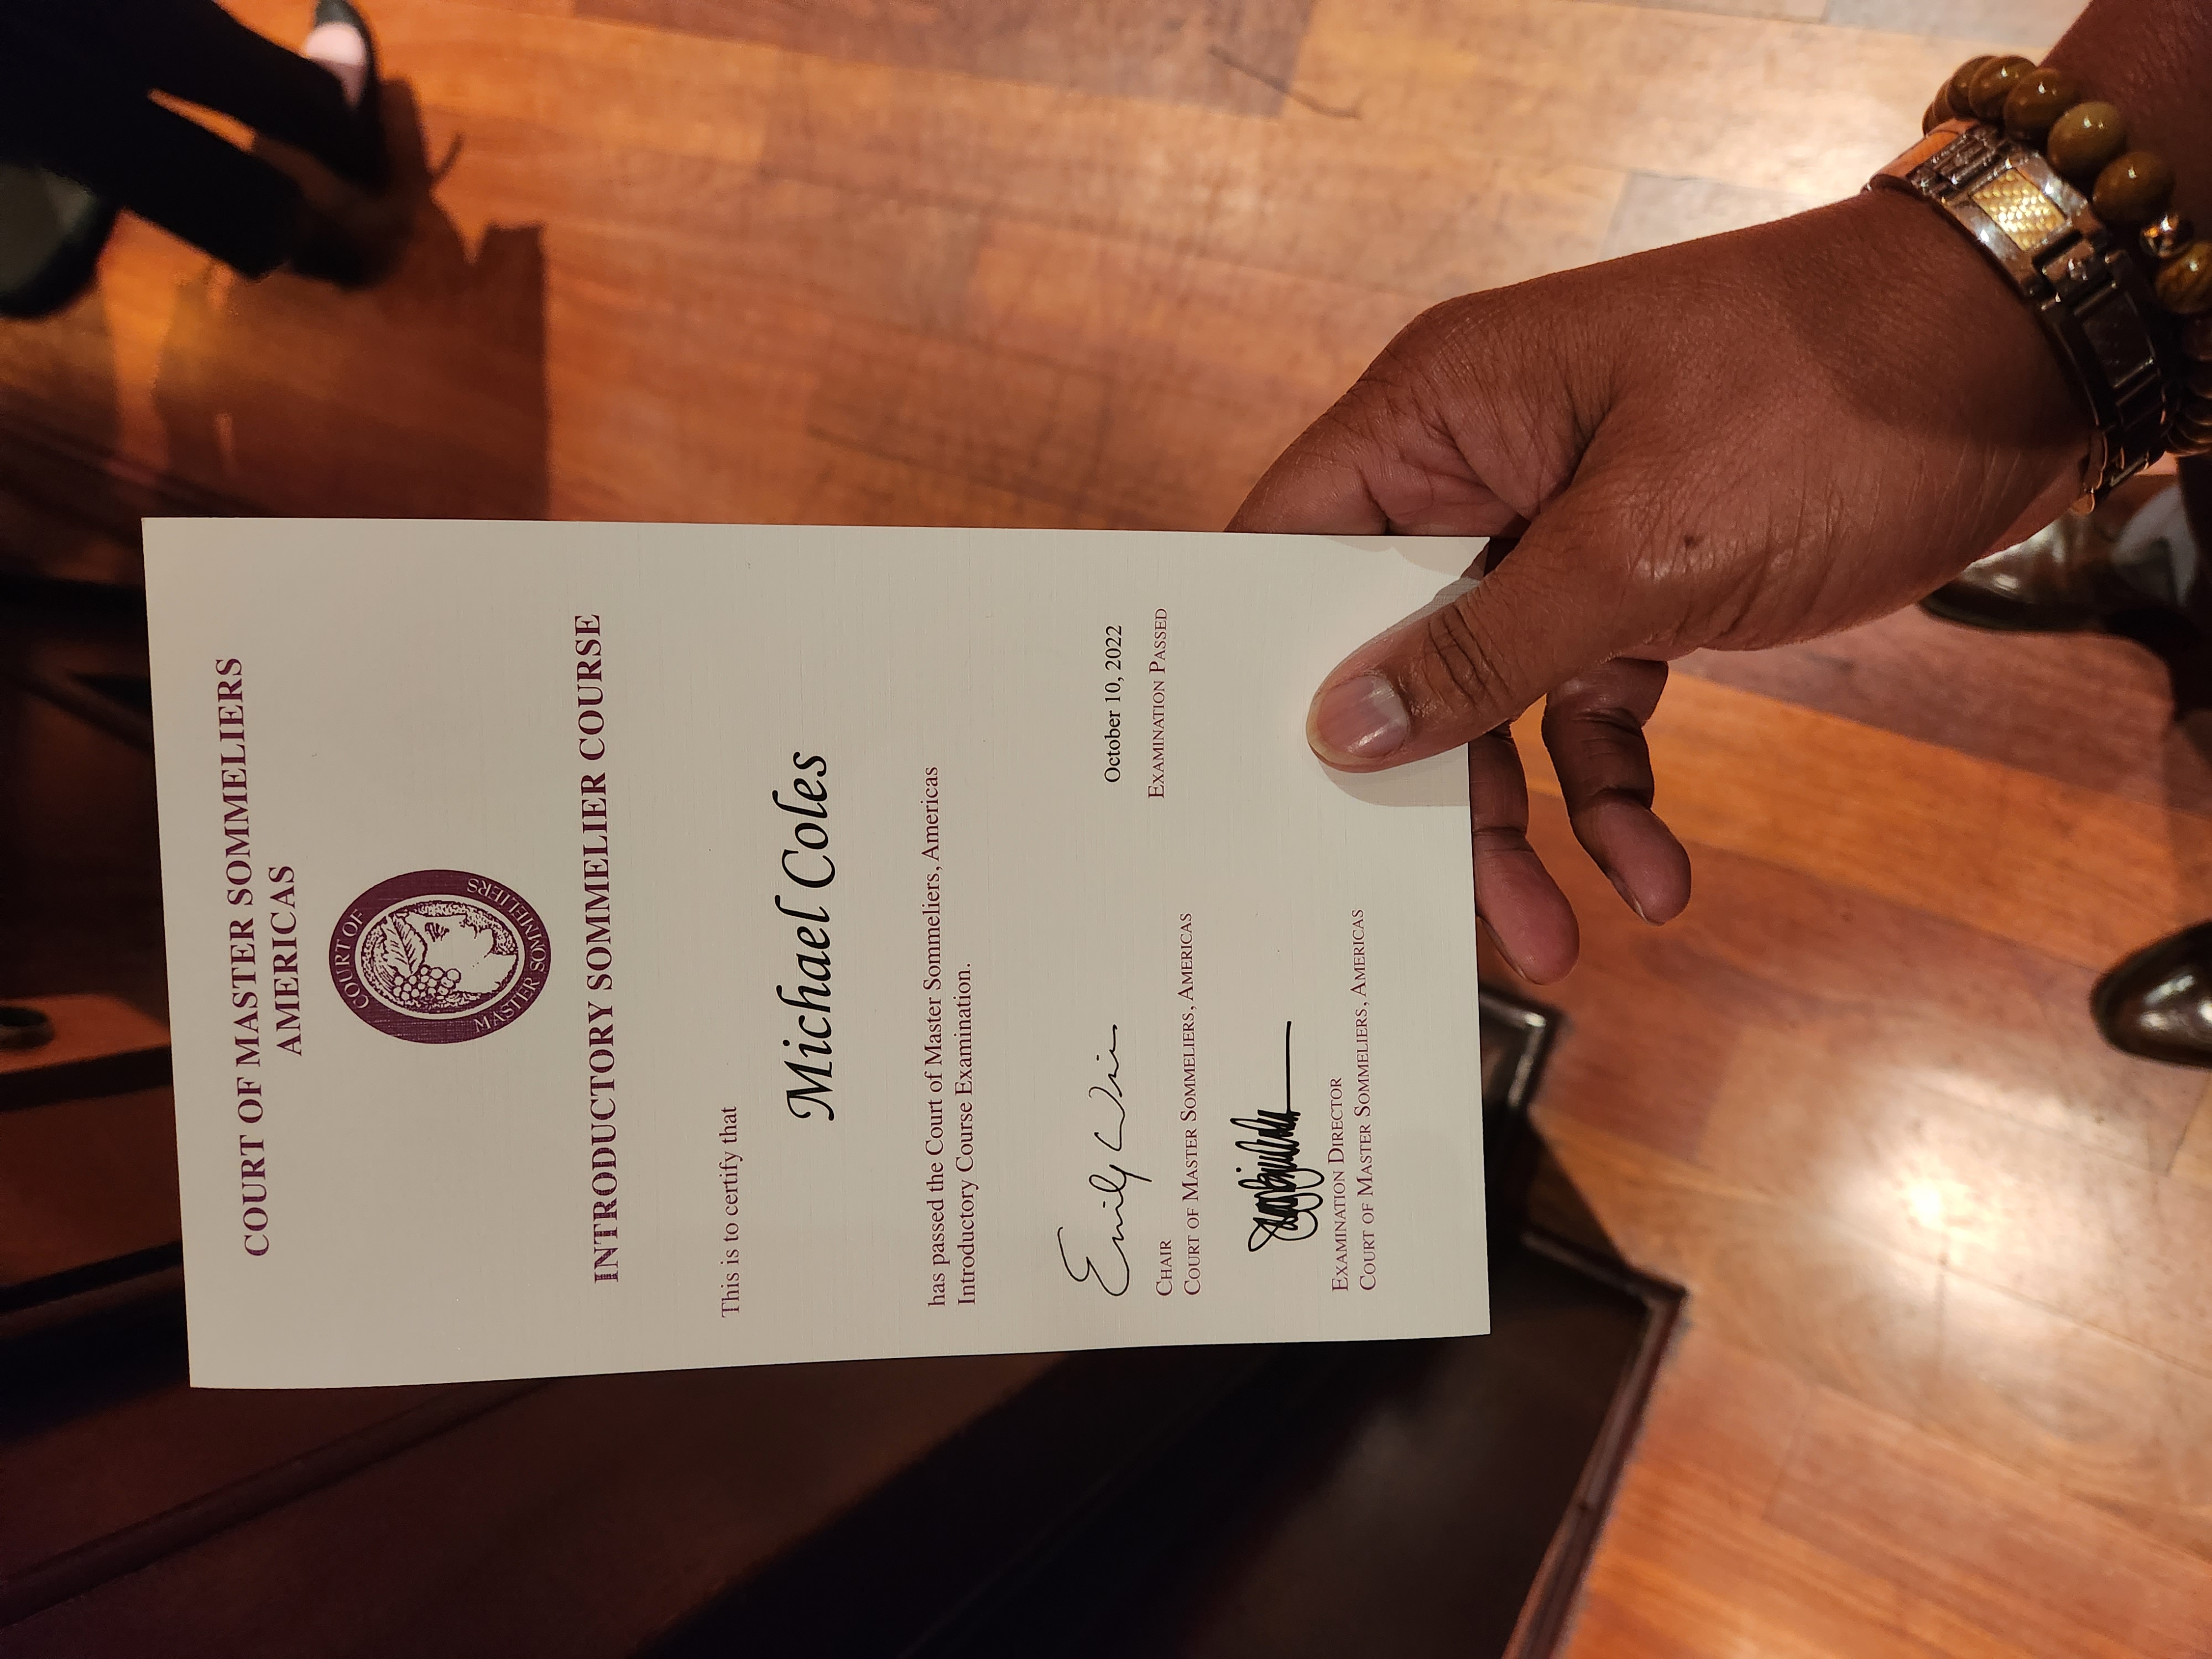 COURT OF MASTER SOMMELIERS
AMERICAS
COURT OF
MASTER SOMMELIERS
INTRODUCTORY SOMMELIER COURSE
This is to certify that
Michael Coles
has passed the Court of Master Sommeliers, Americas
Introductory Course Examination.
Emily Wines
October 10, 2022
CHAIR
EXAMINATION PASSED
COURT OF MASTER SOMMELIERS, AMERICAS
EXAMINATION DIRECTOR
COURT OF MASTER SOMMELIERS, AMERICAS